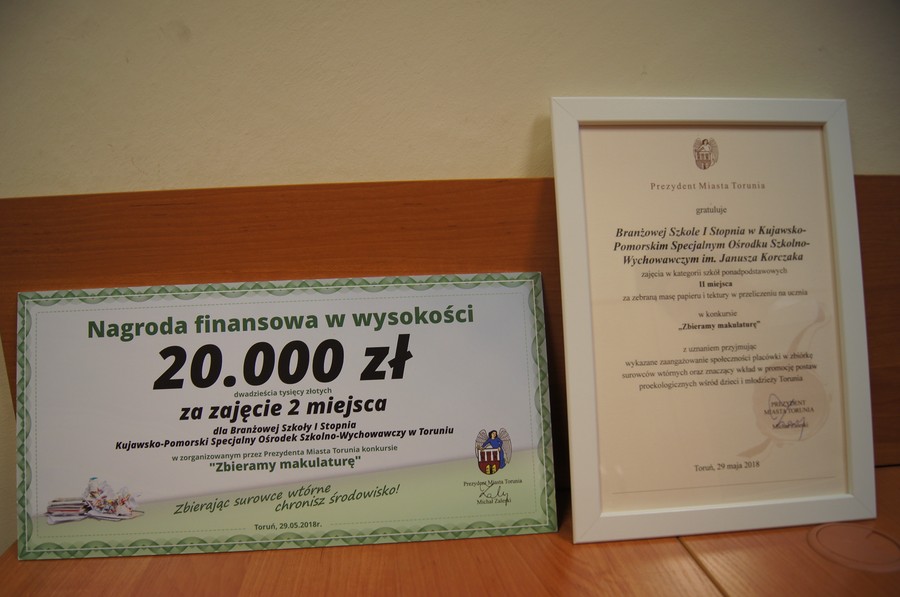 Nagroda finansowa w wysokości
20.000 zł
dwadzieścia tysięcy złotych
za zajęcie 2 miejsca
dla Branżowej Szkoły I Stopnia
Kujawsko-Pomorski Specjalny Ośrodek Szkolno-Wychowawczy w Toruniu
w zorganizowanym przez Prezydenta Miasta Torunia konkursie
"Zbieramy makulaturę"
Zbierając surowce wtórne
chronisz środowisko!
Toruń, 29.05.2018r.
Prezydent Miasta Torunia
Michał Zaleski
Prezydent Miasta Torunia
gratuluje
Branżowej Szkole I Stopnia w Kujawsko-
Pomorskim Specjalnym Ośrodku Szkolno-
Wychowawczym im. Janusza Korczaka
zajęcia w kategorii szkół ponadpodstawowych
II miejsca
za zebraną masę papieru i tektury w przeliczeniu na ucznia
w konkursie
„Zbieramy makulaturę”
z uznaniem przyjmując
wykazane zaangażowanie społeczności placówki w zbiórkę
surowców wtórnych oraz znaczący wkład w promocję postaw
proekologicznych wśród dzieci i młodzieży Torunia
PREZYDENT
MIASTA TORUNIA
Michał Zaleski
Toruń, 29 maja 2018